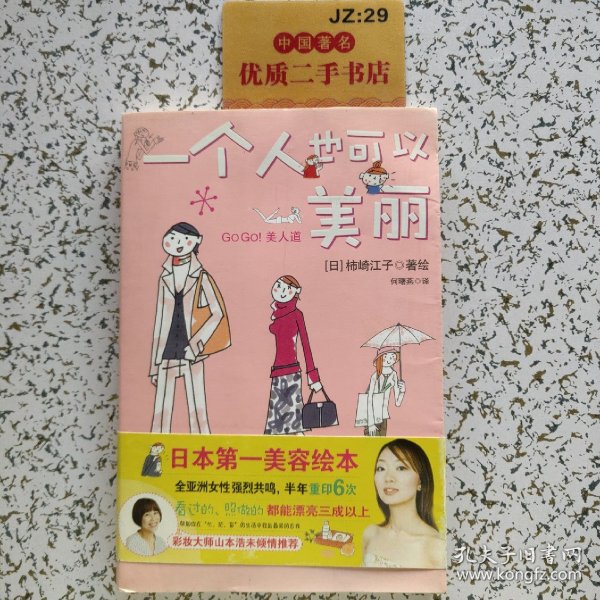 JZ:29
中国著名
优质二手书店
一个人也可以
美丽
GOGO! 美人道
[日]柿崎江子◎著绘
何曙燕◎译
日本第一美容绘本
全亚洲女性强烈共鸣，半年重印6次
看过的、照做的都能漂亮三成以上
彩妆大师山本浩未倾情推荐
孔夫子旧书网
www.kongfz.com